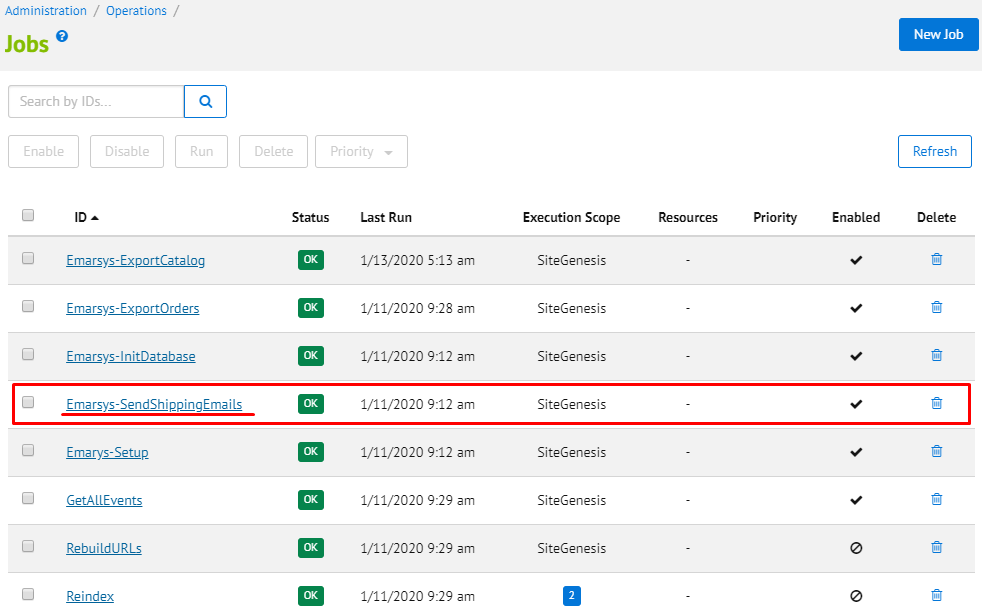 Administration / Operations /
Jobs ?
New Job
Search by IDs...
Enable Disable Run Delete Priority Refresh
ID Status Last Run Execution Scope Resources Priority Enabled Delete
Emarsys-ExportCatalog OK 1/13/2020 5:13 am SiteGenesis -
Emarsys-ExportOrders OK 1/11/2020 9:28 am SiteGenesis -
Emarsys-InitDatabase OK 1/11/2020 9:12 am SiteGenesis -
Emarsys-SendShippingEmails OK 1/11/2020 9:12 am SiteGenesis -
Emarys-Setup OK 1/11/2020 9:12 am SiteGenesis -
GetAllEvents OK 1/11/2020 9:29 am SiteGenesis -
RebuildURLs OK 1/11/2020 9:29 am SiteGenesis -
Reindex OK 1/11/2020 9:29 am 2 -